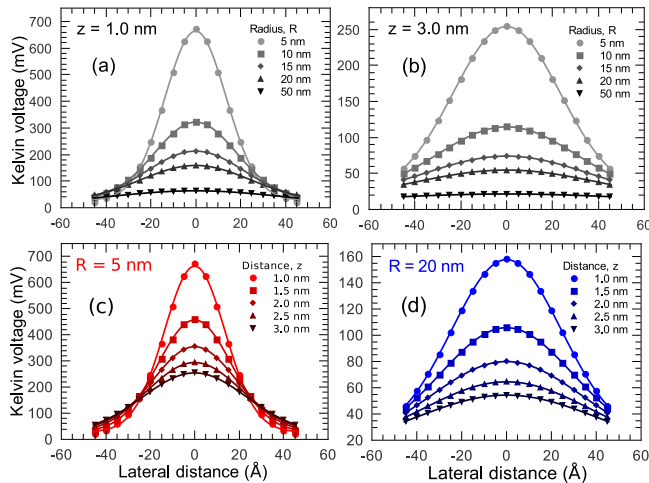 z = 1.0 nm
(a)
Radius, R
5 nm
10 nm
15 nm
20 nm
50 nm
Kelvin voltage (mV)
700
600
500
400
300
200
100
0
-60 -40 -20 0 20 40 60
z = 3.0 nm
(b)
Radius, R
5 nm
10 nm
15 nm
20 nm
50 nm
250
200
150
100
50
0
-60 -40 -20 0 20 40 60
R = 5 nm
(c)
Distance, z
1.0 nm
1.5 nm
2.0 nm
2.5 nm
3.0 nm
Kelvin voltage (mV)
700
600
500
400
300
200
100
0
-60 -40 -20 0 20 40 60
Lateral distance (Å)
R = 20 nm
(d)
Distance, z
1.0 nm
1.5 nm
2.0 nm
2.5 nm
3.0 nm
160
140
120
100
80
60
40
20
-60 -40 -20 0 20 40 60
Lateral distance (Å)